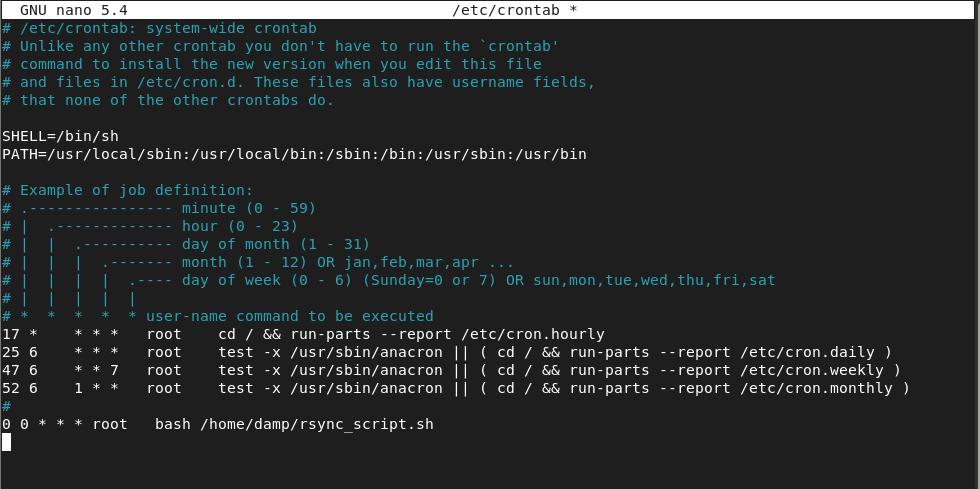 GNU nano 5.4 /etc/crontab *
# /etc/crontab: system-wide crontab
# Unlike any other crontab you don't have to run the `crontab'
# command to install the new version when you edit this file
# and files in /etc/cron.d. These files also have username fields,
# that none of the other crontabs do.

SHELL=/bin/sh
PATH=/usr/local/sbin:/usr/local/bin:/sbin:/bin:/usr/sbin:/usr/bin

# Example of job definition:
# .---------------- minute (0 - 59)
# |  .------------- hour (0 - 23)
# |  |  .---------- day of month (1 - 31)
# |  |  |  .------- month (1 - 12) OR jan,feb,mar,apr ...
# |  |  |  |  .---- day of week (0 - 6) (Sunday=0 or 7) OR sun,mon,tue,wed,thu,fri,sat
# |  |  |  |  |
# *  *  *  *  * user-name command to be executed
17 *    * * *   root    cd / && run-parts --report /etc/cron.hourly
25 6    * * *   root    test -x /usr/sbin/anacron || ( cd / && run-parts --report /etc/cron.daily )
47 6    * * 7   root    test -x /usr/sbin/anacron || ( cd / && run-parts --report /etc/cron.weekly )
52 6    1 * *   root    test -x /usr/sbin/anacron || ( cd / && run-parts --report /etc/cron.monthly )
#
0 0 * * * root   bash /home/damp/rsync_script.sh